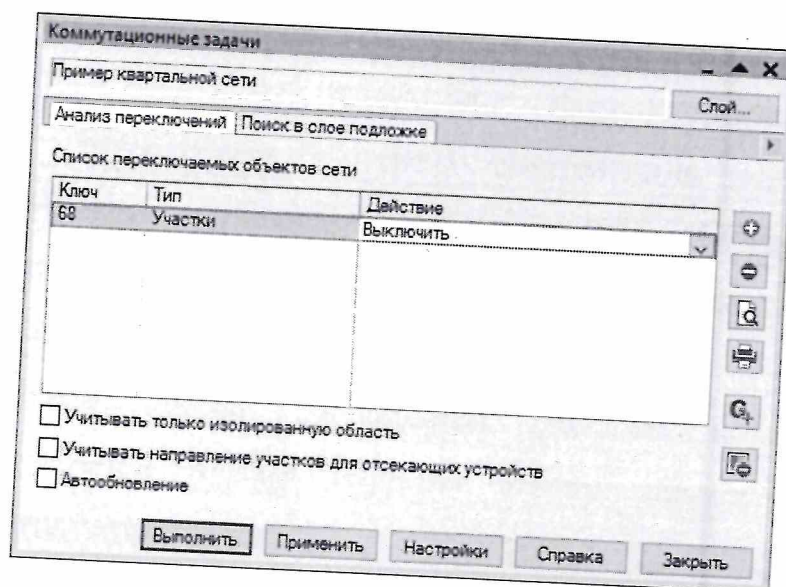 Коммутационные задачи
Пример квартальной сети
Слой...
Анализ переключений
Поиск в слое подложке
Список переключаемых объектов сети
Ключ Тип Действие
68 Участки Выключить
Учитывать только изолированную область
Учитывать направление участков для отсекающих устройств
Автообновление
Выполнить Применить Настройки Справка Закрыть